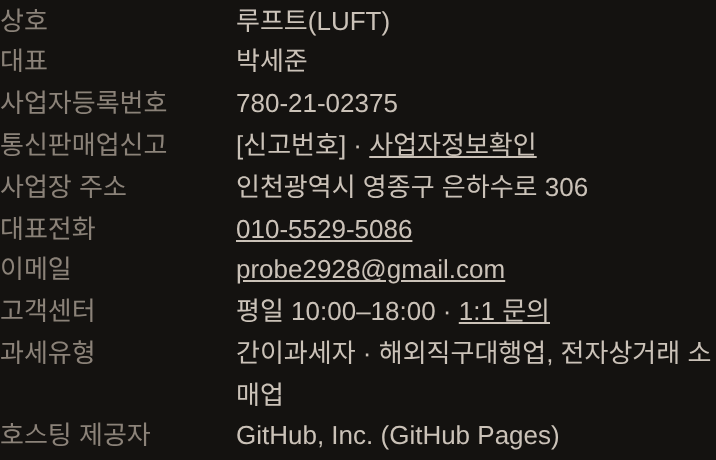 상호 루프트(LUFT)
대표 박세준
사업자등록번호 780-21-02375
통신판매업신고 [신고번호] · 사업자정보확인
사업장 주소 인천광역시 영종구 은하수로 306
대표전화 010-5529-5086
이메일 probe2928@gmail.com
고객센터 평일 10:00–18:00 · 1:1 문의
과세유형 간이과세자 · 해외직구대행업, 전자상거래 소
매업
호스팅 제공자 GitHub, Inc. (GitHub Pages)